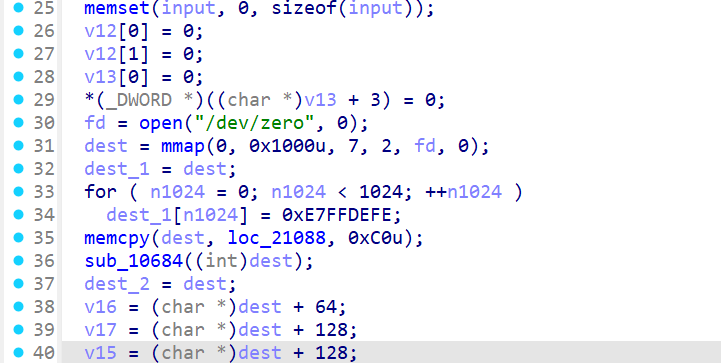 25 memset(input, 0, sizeof(input));
26 v12[0] = 0;
27 v12[1] = 0;
28 v13[0] = 0;
29 *(_DWORD *)((char *)v13 + 3) = 0;
30 fd = open("/dev/zero", 0);
31 dest = mmap(0, 0x1000u, 7, 2, fd, 0);
32 dest_1 = dest;
33 for ( n1024 = 0; n1024 < 1024; ++n1024 )
34 dest_1[n1024] = 0xE7FFDEFE;
35 memcpy(dest, loc_21088, 0xC0u);
36 sub_10684((int)dest);
37 dest_2 = dest;
38 v16 = (char *)dest + 64;
39 v17 = (char *)dest + 128;
40 v15 = (char *)dest + 128;